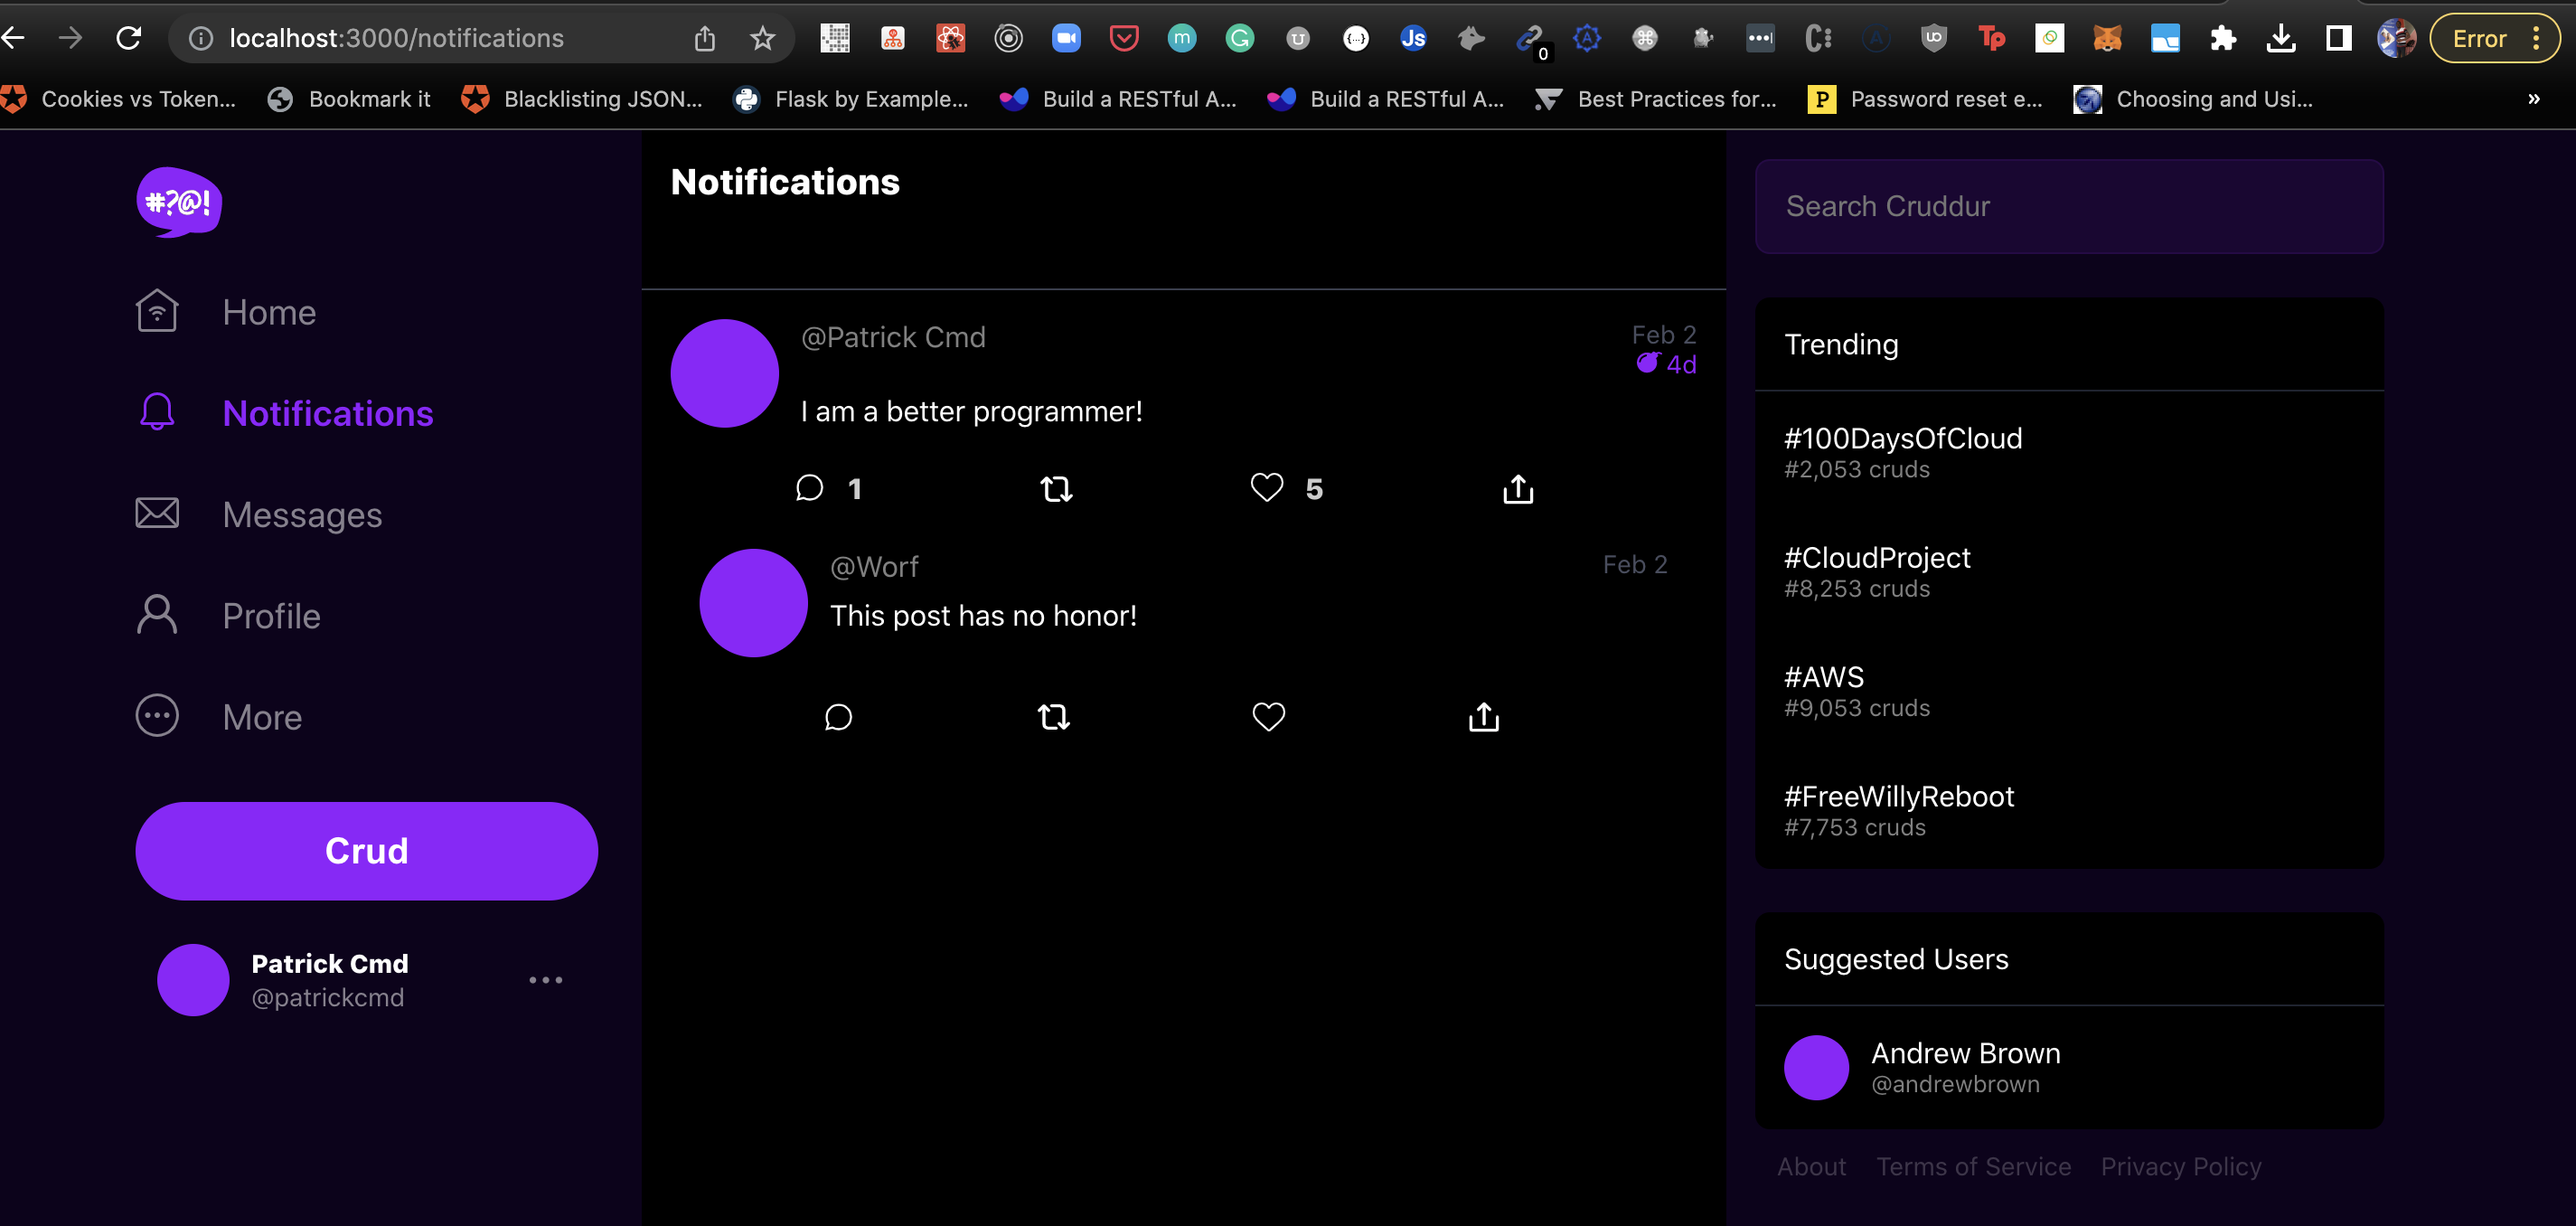 localhost:3000/notifications
0
Error
Cookies vs Token...
Bookmark it
Blacklisting JSON...
Flask by Example...
Build a RESTful A...
Build a RESTful A...
Best Practices for...
Password reset e...
Choosing and Usi...
»
#?@!
Home
Notifications
Messages
Profile
More
Crud
Patrick Cmd
@patrickcmd
Notifications
@Patrick Cmd
Feb 2
4d
I am a better programmer!
1
5
@Worf
Feb 2
This post has no honor!
Search Cruddur
Trending
#100DaysOfCloud
#2,053 cruds
#CloudProject
#8,253 cruds
#AWS
#9,053 cruds
#FreeWillyReboot
#7,753 cruds
Suggested Users
Andrew Brown
@andrewbrown
About Terms of Service Privacy Policy